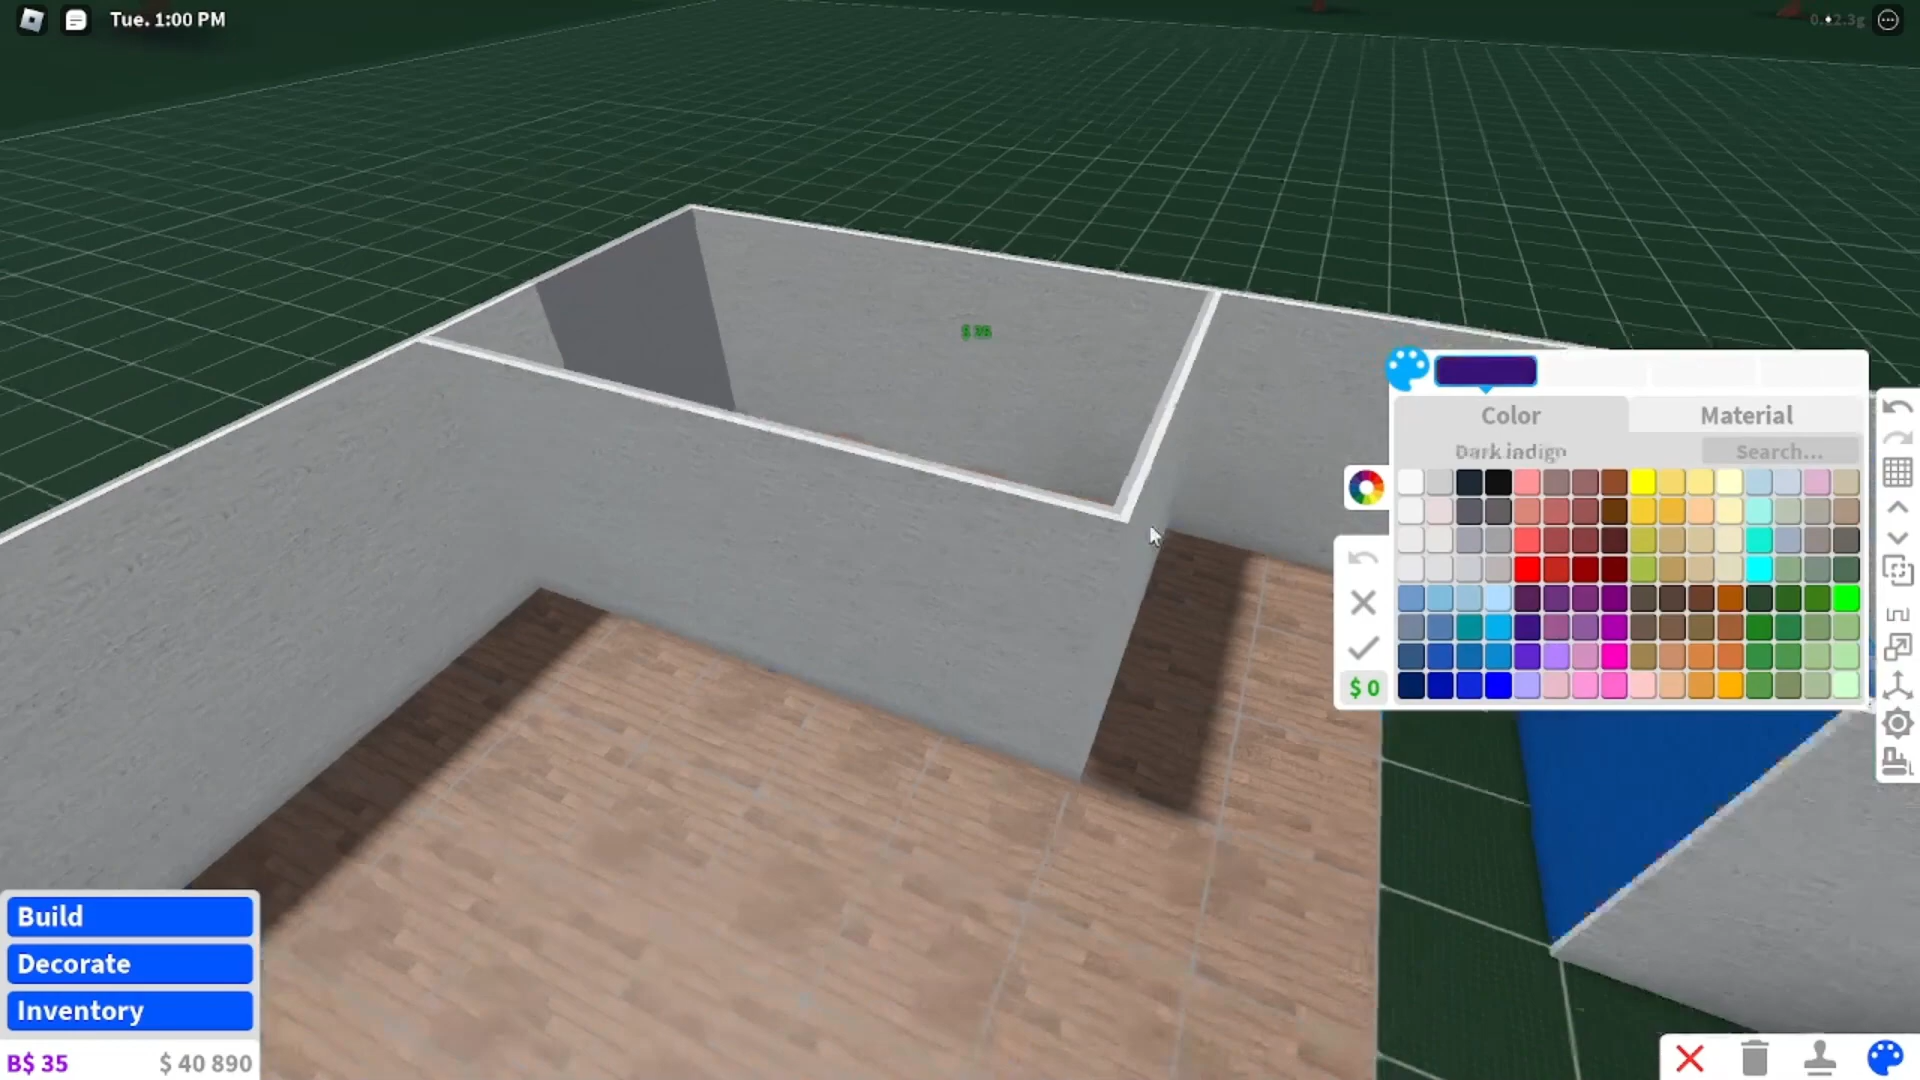 Tue. 1:00 PM
Color
Material
Dark indigo
Search...
$ 0
Build
Decorate
Inventory
B$ 35
$ 40 890